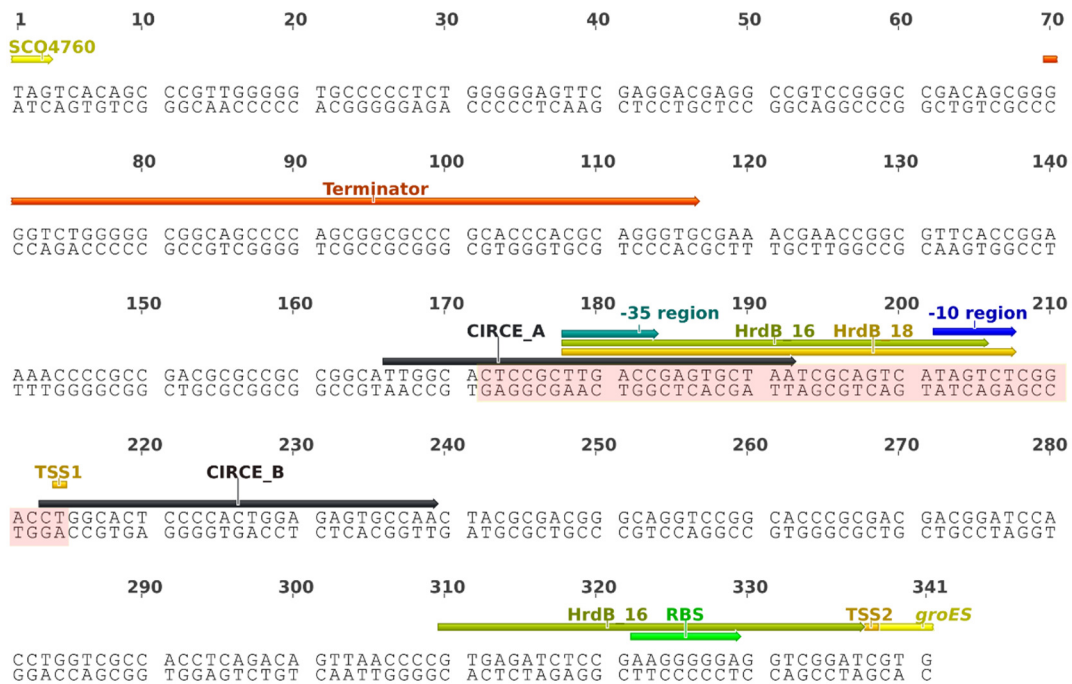 1 10 20 30 40 50 60 70
SCO4760
TAGTCACAGC CCGTTGGGGG TGCCCCCTCT GGGGGAGTTC GAGGACGAGG CCGTCCGGGC CGACAGCGGG
ATCAGTGTCG GGCAACCCCC ACGGGGGAGA CCCCCTCAAG CTCCTGCTCC GGCAGGCCCG GCTGTCGCCC
80 90 100 110 120 130 140
Terminator
GGTCTGGGGG CGGCAGCCCC AGCGGCGCCC GCACCCACGC AGGGTGCGAA ACGAACCGGC GTTCACCGGA
CCAGACCCCC GCCGTCGGGG TCGCCGCGGG CGTGGGTGCG TCCCACGCTT TGCTTGGCCG CAAGTGGCCT
150 160 170 180 190 200 210
-35 region -10 region
CIRCE_A HrdB_16 HrdB_18
AAACCCCGCC GACGCGCCGC CGGCATTGGC ACTCCGCTTG ACCGAGTGCT AATCGCAGTC ATAGTCTCGG
TTTGGGGCGG CTGCGCGGCG GCCGTAACCG TGAGGCGAAC TGGCTCACGA TTAGCGTCAG TATCAGAGCC
220 230 240 250 260 270 280
TSS1 CIRCE_B
ACCTGGCACT CCCCACTGGA GAGTGCCAAC TACGCGACGG GCAGGTCCGG CACCCGCGAC GACGGATCCA
TGGACCGTGA GGGGTGACCT CTCACGGTTG ATGCGCTGCC CGTCCAGGCC GTGGGCGCTG CTGCCTAGGT
290 300 310 320 330 341
HrdB_16 RBS TSS2 groES
CCTGGTCGCC ACCTCAGACA GTTAACCCCG TGAGATCTCC GAAGGGGGAG GTCGGATCGT G
GGACCAGCGG TGGAGTCTGT CAATTGGGGC ACTCTAGAGG CTTCCCCCTC CAGCCTAGCA C